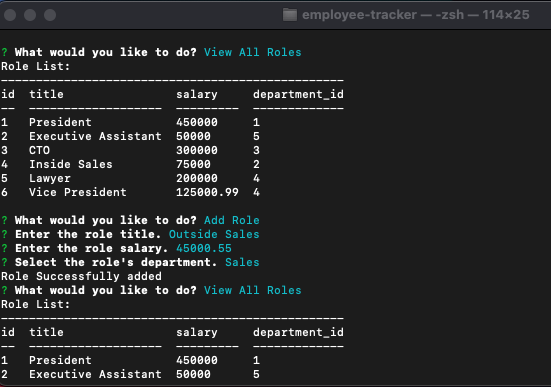 employee-tracker — -zsh — 114×25
? What would you like to do? View All Roles
Role List:
-------------------------------------------------
id  title                salary     department_id
--  -------------------  ---------  -------------
1   President            450000     1
2   Executive Assistant  50000      5
3   CTO                  300000     3
4   Inside Sales         75000      2
5   Lawyer               200000     4
6   Vice President       125000.99  4
? What would you like to do? Add Role
? Enter the role title. Outside Sales
? Enter the role salary. 45000.55
? Select the role's department. Sales
Role Successfully added
? What would you like to do? View All Roles
Role List:
-------------------------------------------------
id  title                salary     department_id
--  -------------------  ---------  -------------
1   President            450000     1
2   Executive Assistant  50000      5